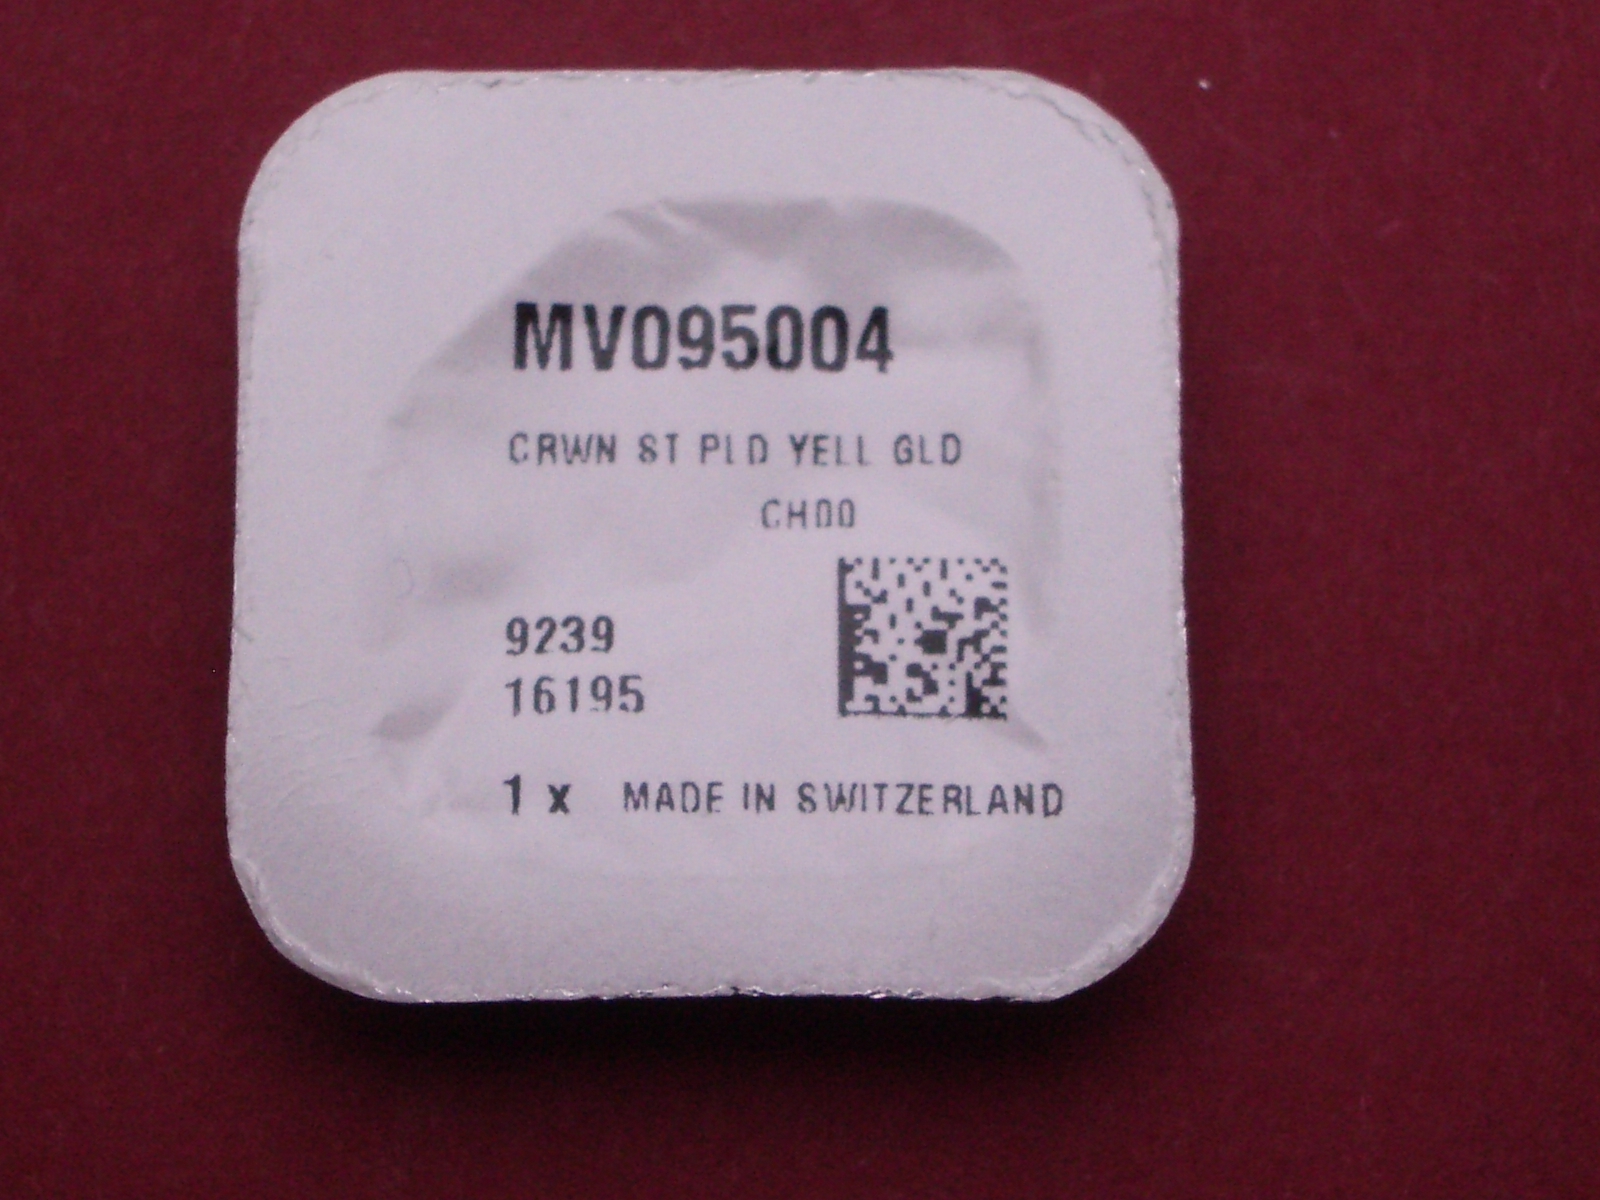 MV095004
CRWN ST PLD YELL GLD
CH00
9239
16195
1 x MADE IN SWITZERLAND